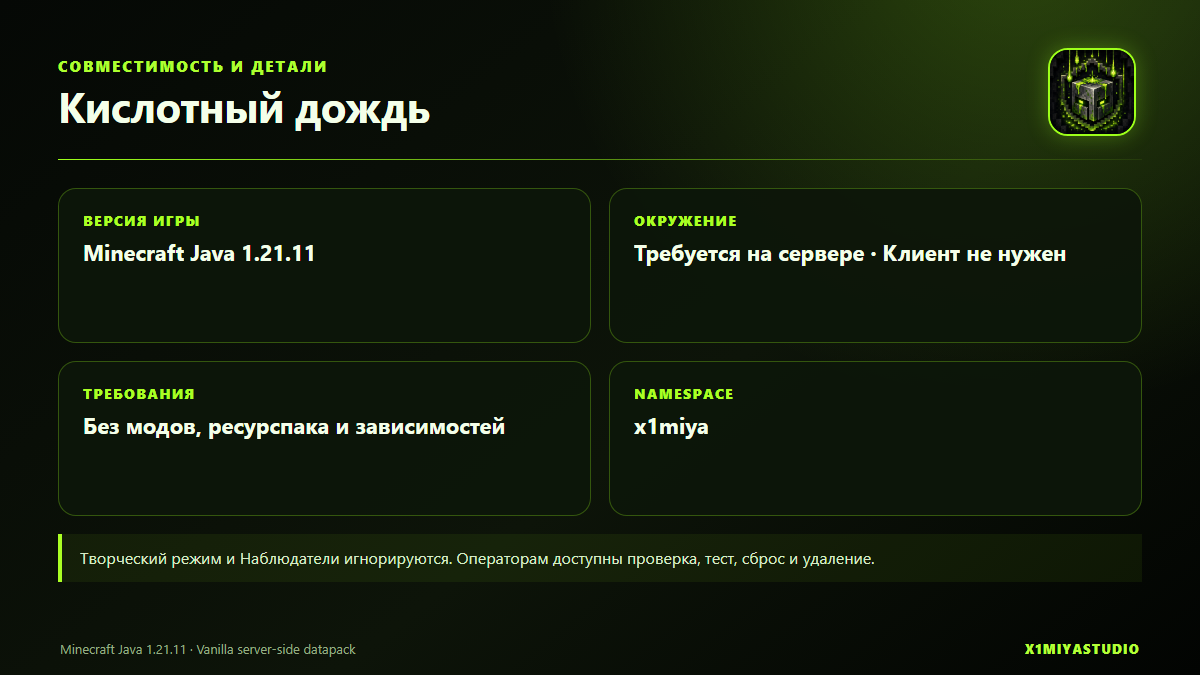 СОВМЕСТИМОСТЬ И ДЕТАЛИ
Кислотный дождь
ВЕРСИЯ ИГРЫ
Minecraft Java 1.21.11
ОКРУЖЕНИЕ
Требуется на сервере · Клиент не нужен
ТРЕБОВАНИЯ
Без модов, ресурспака и зависимостей
NAMESPACE
x1miya
Творческий режим и Наблюдатели игнорируются. Операторам доступны проверка, тест, сброс и удаление.
Minecraft Java 1.21.11 · Vanilla server-side datapack
X1MIYASTUDIO